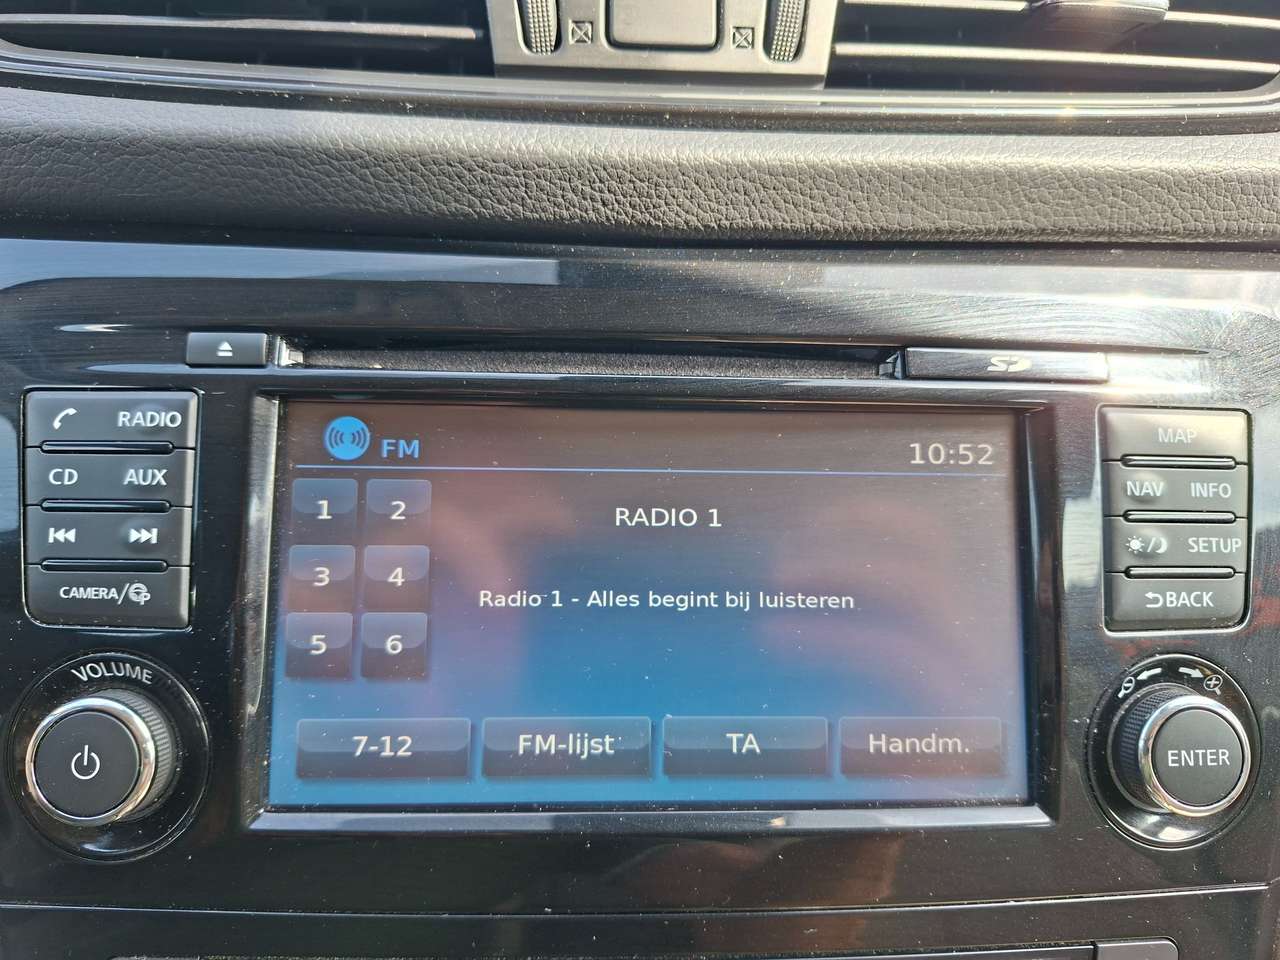 SD
RADIO
CD AUX
CAMERA/
VOLUME
FM 10:52
1 2
RADIO 1
3 4
Radio 1 - Alles begint bij luisteren
5 6
7-12 FM-lijst TA Handm.
MAP
NAV INFO
SETUP
BACK
ENTER